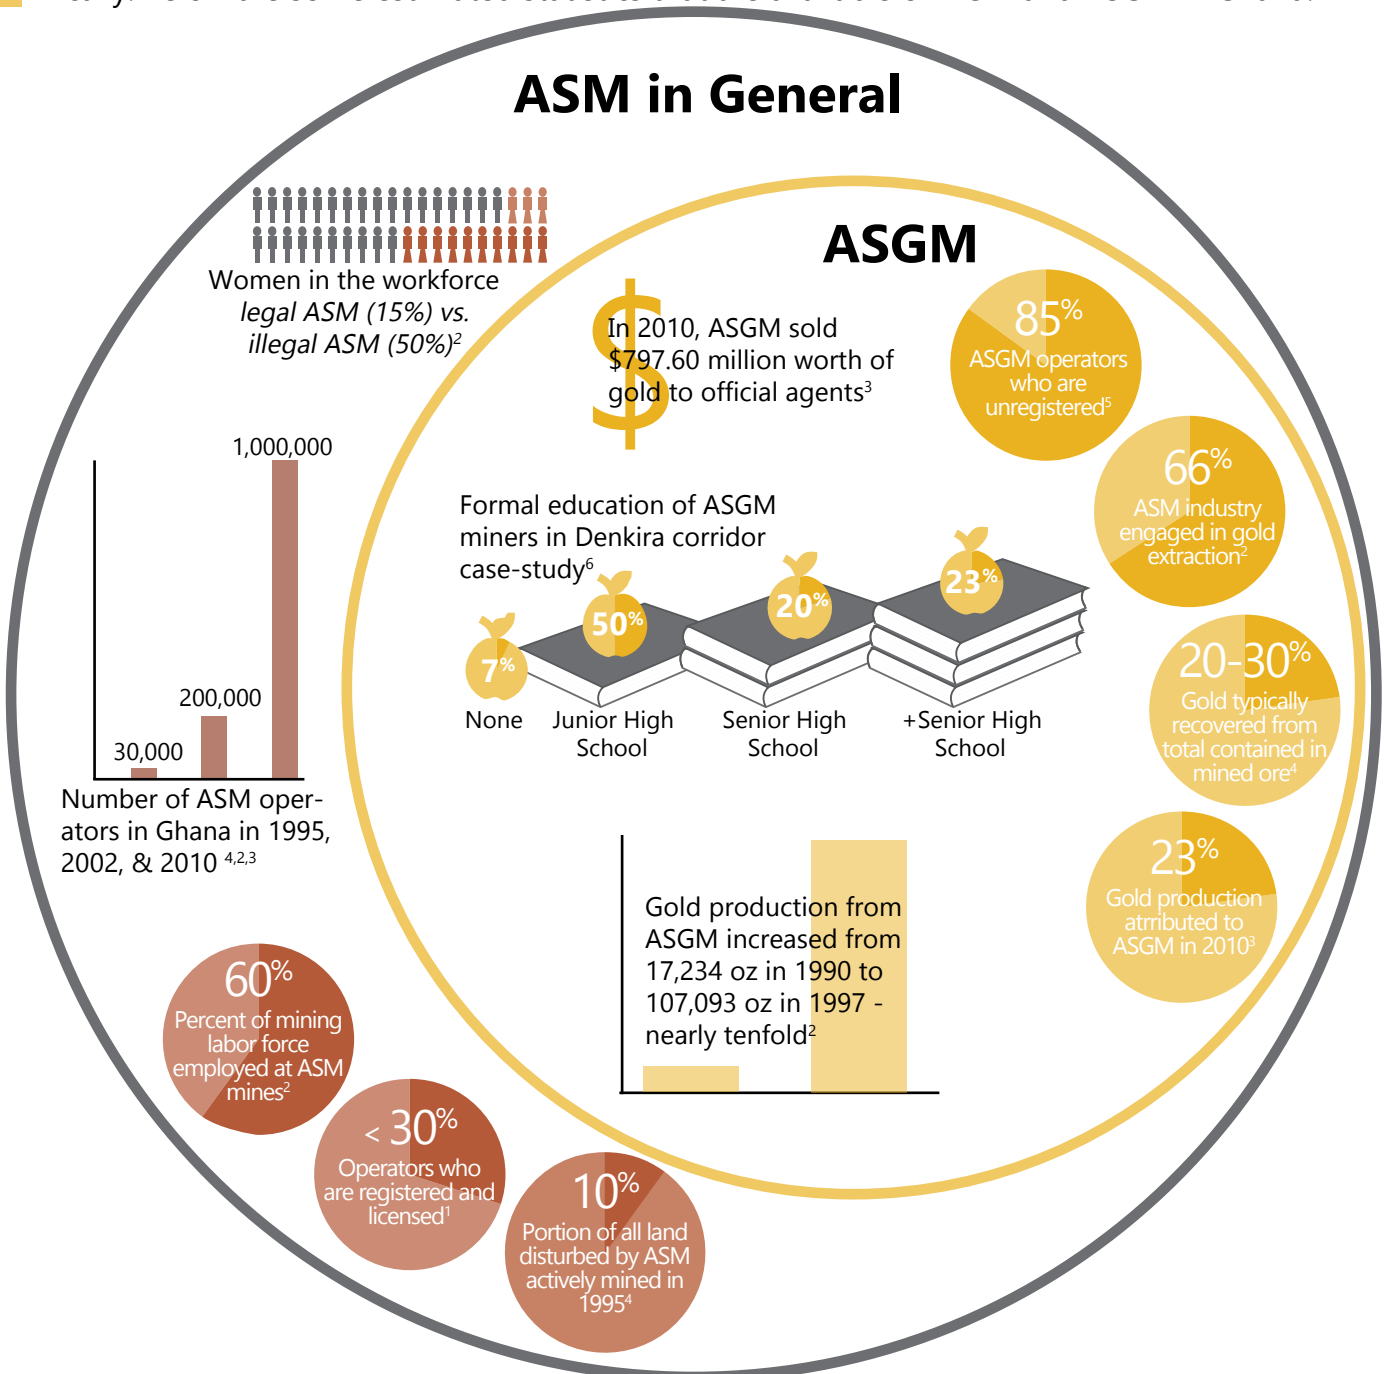 ASM in General
Women in the workforce
legal ASM (15%) vs.
illegal ASM (50%)2
ASGM
In 2010, ASGM sold
$797.60 million worth of
gold to official agents3
85%
ASGM operators
who are
unregistered5
66%
ASM industry
engaged in gold
extraction2
20-30%
Gold typically
recovered from
total contained in
mined ore4
23%
Gold production
atrributed to
ASGM in 20103
Formal education of ASGM
miners in Denkira corridor
case-study6
7%
50%
20%
23%
None
Junior High
School
Senior High
School
+Senior High
School
1,000,000
200,000
30,000
Number of ASM oper-
ators in Ghana in 1995,
2002, & 2010 4,2,3
Gold production from
ASGM increased from
17,234 oz in 1990 to
107,093 oz in 1997 -
nearly tenfold2
60%
Percent of mining
labor force
employed at ASM
mines2
< 30%
Operators who
are registered and
licensed1
10%
Portion of all land
disturbed by ASM
actively mined in
19954